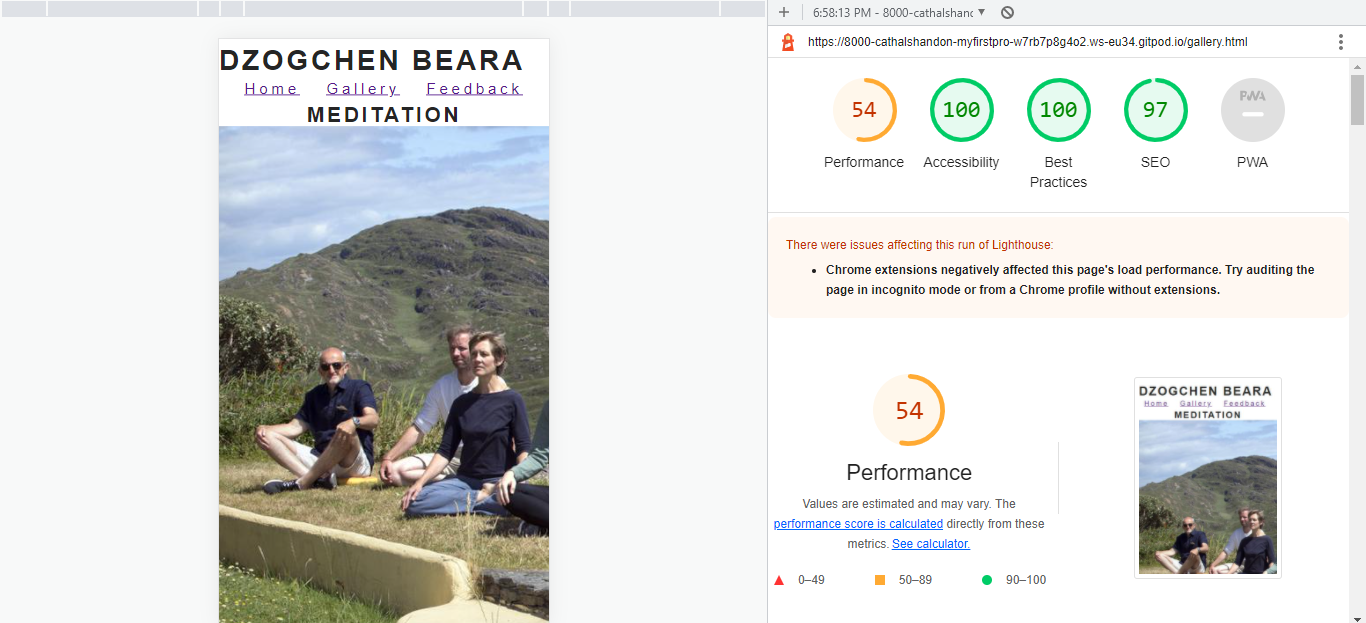 DZOGCHEN BEARA
Home Gallery Feedback
MEDITATION
6:58:13 PM - 8000-cathalshand
https://8000-cathalshandon-myfirstpro-w7rb7p8g4o2.ws-eu34.gitpod.io/gallery.html
54 100 100 97 PWA
Performance Accessibility Best Practices SEO PWA
There were issues affecting this run of Lighthouse:
• Chrome extensions negatively affected this page's load performance. Try auditing the
page in incognito mode or from a Chrome profile without extensions.
54
Performance
Values are estimated and may vary. The
performance score is calculated directly from these
metrics. See calculator.
0–49 50–89 90–100
DZOGCHEN BEARA
Home Gallery Feedback
MEDITATION